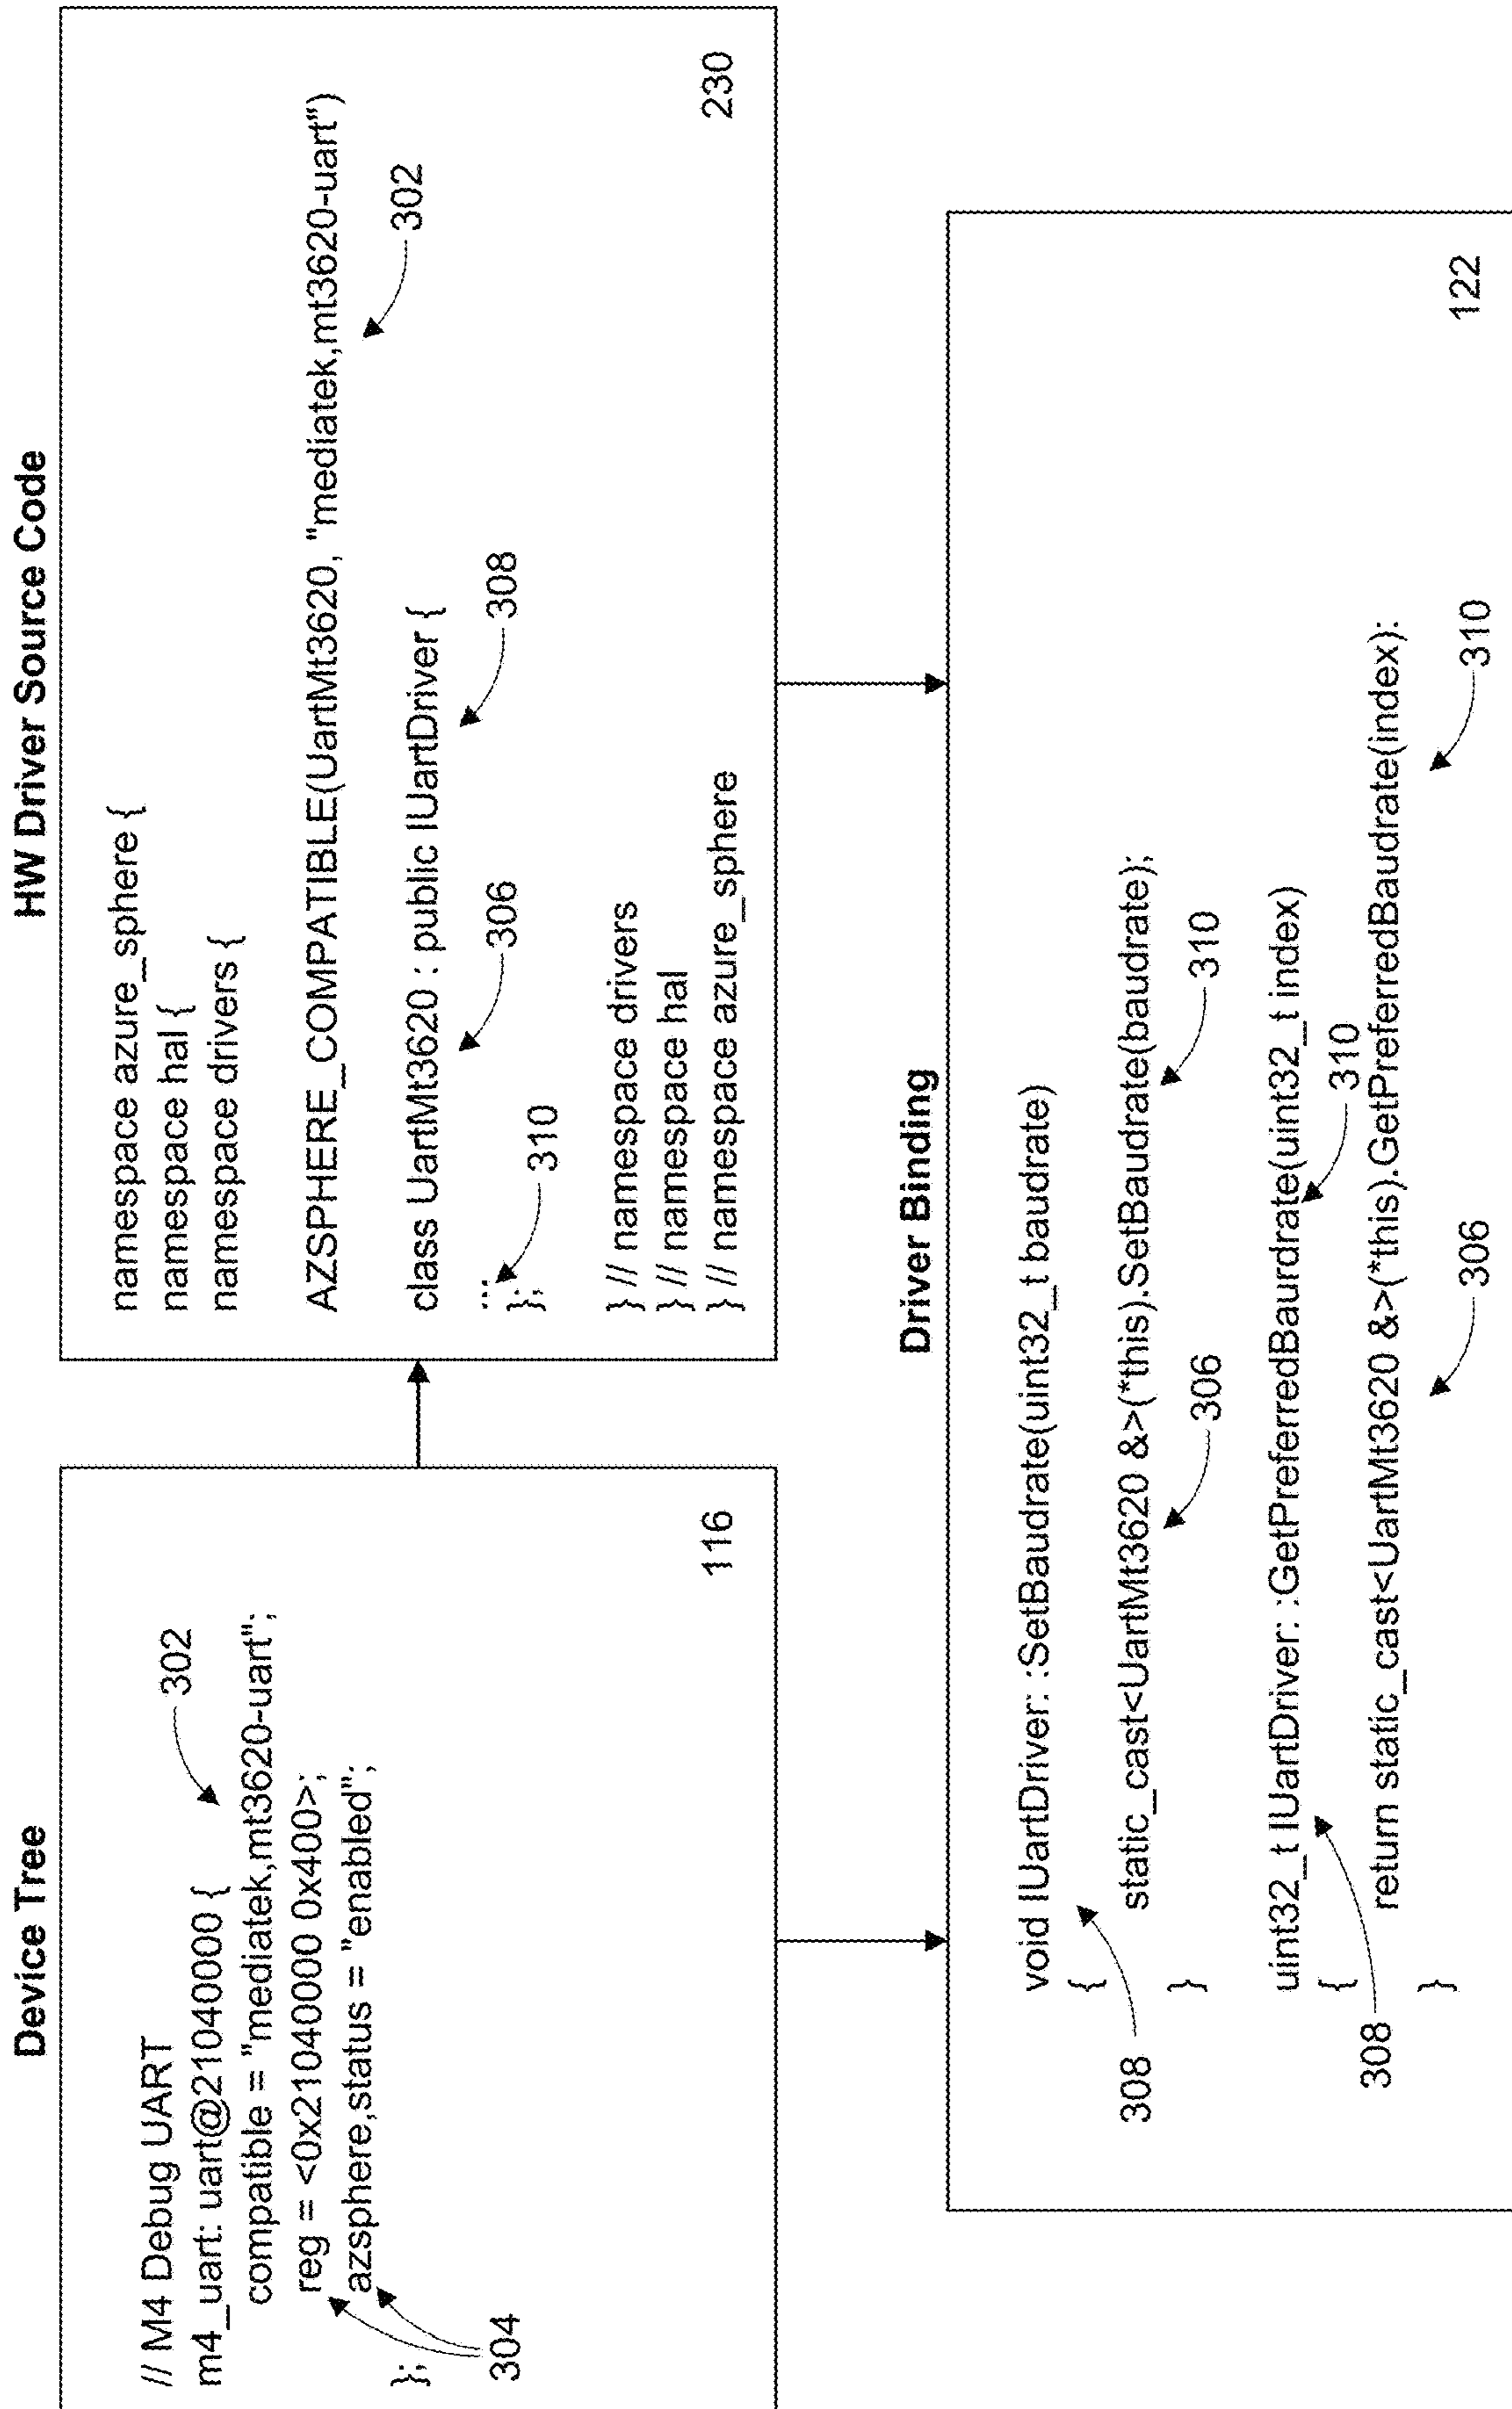 Device Tree
// M4 Debug UART
m4_uart: uart@21040000 {
compatible = "mediatek,mt3620-uart";
reg = <0x21040000 0x400>;
azsphere,status = "enabled";
};
302
304
116
HW Driver Source Code
namespace azure_sphere {
namespace hal {
namespace drivers {
AZSPHERE_COMPATIBLE(UartMt3620, "mediatek,mt3620-uart")
302
class UartMt3620 : public IUartDriver {
306
308
...
};
310
} // namespace drivers
} // namespace hal
} // namespace azure_sphere
230
Driver Binding
void IUartDriver: :SetBaudrate(uint32_t baudrate)
{
308
static_cast<UartMt3620 &>(*this).SetBaudrate(baudrate);
}
306
310
uint32_t IUartDriver: :GetPreferredBaurdrate(uint32_t index)
{
308
310
return static_cast<UartMt3620 &>(*this).GetPreferredBaudrate(index);
}
306
310
122